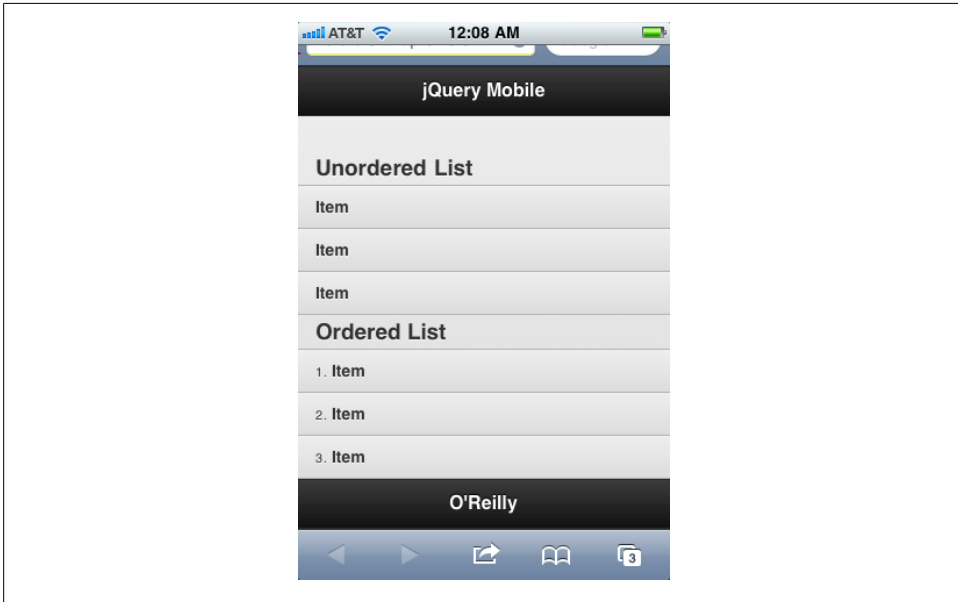 AT&T 12:08 AM
jQuery Mobile
Unordered List
Item
Item
Item
Ordered List
1. Item
2. Item
3. Item
O'Reilly
3